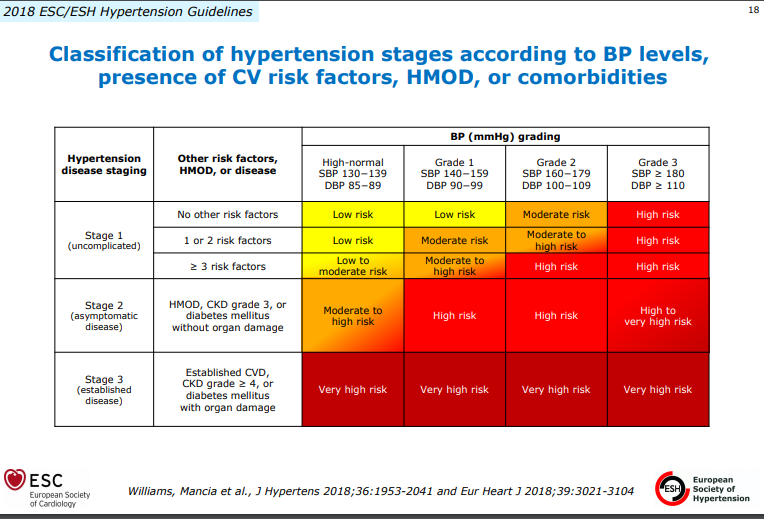 2018 ESC/ESH Hypertension Guidelines
18
Classification of hypertension stages according to BP levels,
presence of CV risk factors, HMOD, or comorbidities
Hypertension
disease staging
Other risk factors,
HMOD, or disease
BP (mmHg) grading
High-normal
SBP 130−139
DBP 85−89
Grade 1
SBP 140−159
DBP 90−99
Grade 2
SBP 160−179
DBP 100−109
Grade 3
SBP ≥ 180
DBP ≥ 110
Stage 1
(uncomplicated)
No other risk factors
Low risk
Low risk
Moderate risk
High risk
1 or 2 risk factors
Low risk
Moderate risk
Moderate to
high risk
High risk
≥ 3 risk factors
Low to
moderate risk
Moderate to
high risk
High risk
High risk
Stage 2
(asymptomatic
disease)
HMOD, CKD grade 3, or
diabetes mellitus
without organ damage
Moderate to
high risk
High risk
High risk
High to
very high risk
Stage 3
(established
disease)
Established CVD,
CKD grade ≥ 4, or
diabetes mellitus
with organ damage
Very high risk
Very high risk
Very high risk
Very high risk
ESC
European Society
of Cardiology
Williams, Mancia et al., J Hypertens 2018;36:1953-2041 and Eur Heart J 2018;39:3021-3104
ESH
European
Society of
Hypertension